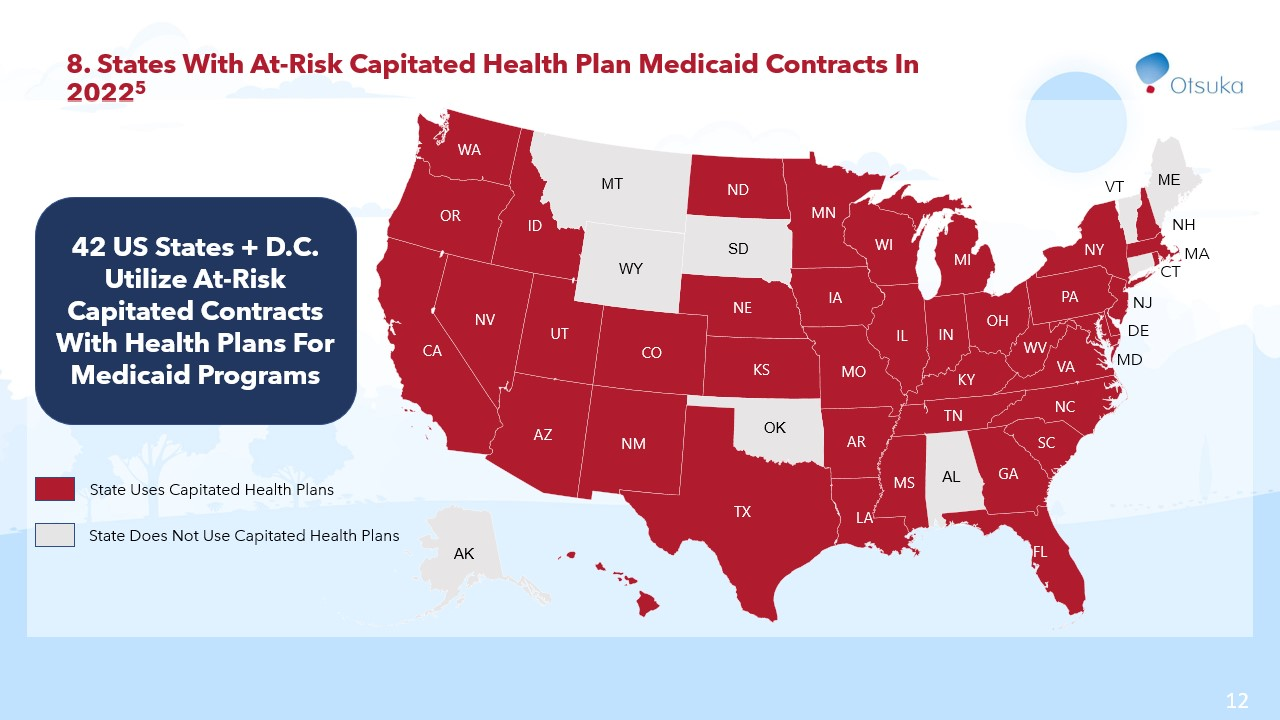 8. States With At-Risk Capitated Health Plan Medicaid Contracts In
2022⁵
Otsuka
42 US States + D.C.
Utilize At-Risk
Capitated Contracts
With Health Plans For
Medicaid Programs
State Uses Capitated Health Plans
State Does Not Use Capitated Health Plans
WA
MT
ND
MN
VT
ME
OR
ID
WY
SD
WI
MI
NY
NH
MA
CT
NV
UT
CO
NE
IA
IL
IN
OH
PA
NJ
DE
MD
CA
KS
MO
KY
WV
VA
AZ
NM
OK
AR
TN
NC
SC
TX
LA
MS
AL
GA
FL
AK
12